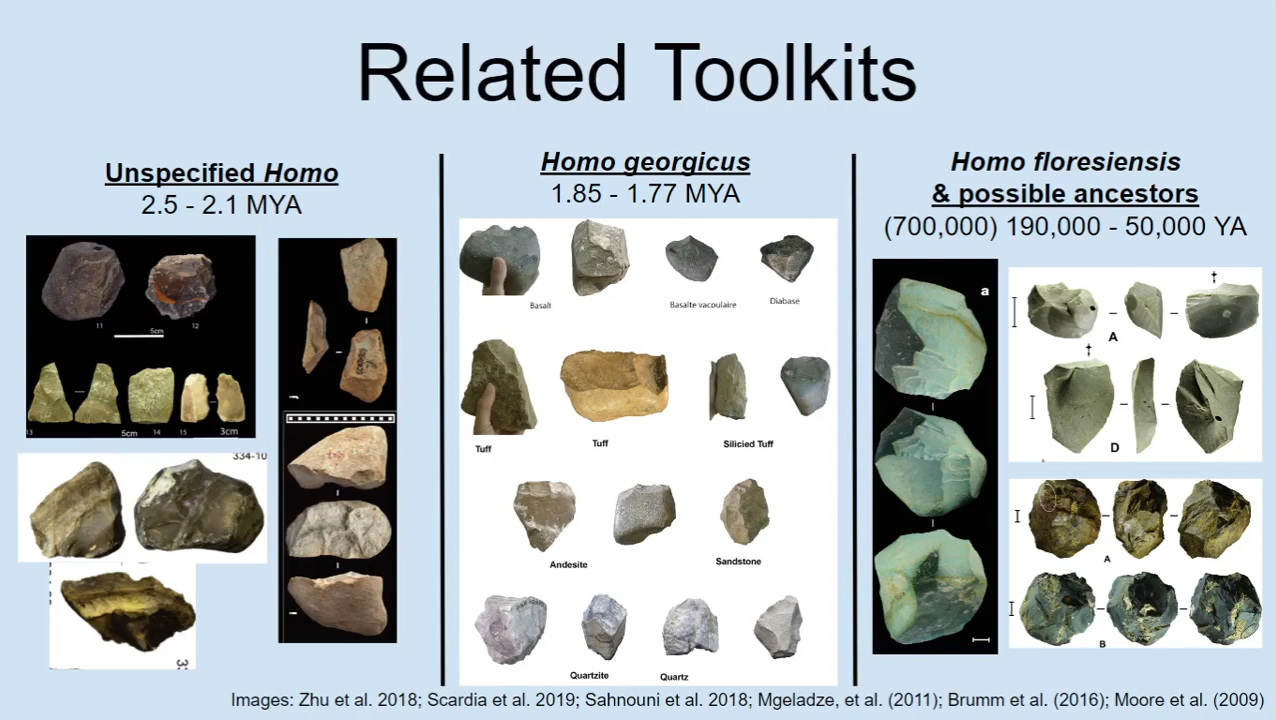 Related Toolkits
Unspecified Homo
2.5 - 2.1 MYA
11
12
5cm
13
5cm
14
15
3cm
334-10
33
Homo georgicus
1.85 - 1.77 MYA
Basalt
Basalte vacoulaire
Diabase
Tuff
Tuff
Silicied Tuff
Andesite
Sandstone
Quartzite
Quartz
Homo floresiensis
& possible ancestors
(700,000) 190,000 - 50,000 YA
a
A
D
A
B
Images: Zhu et al. 2018; Scardia et al. 2019; Sahnouni et al. 2018; Mgeladze, et al. (2011); Brumm et al. (2016); Moore et al. (2009)